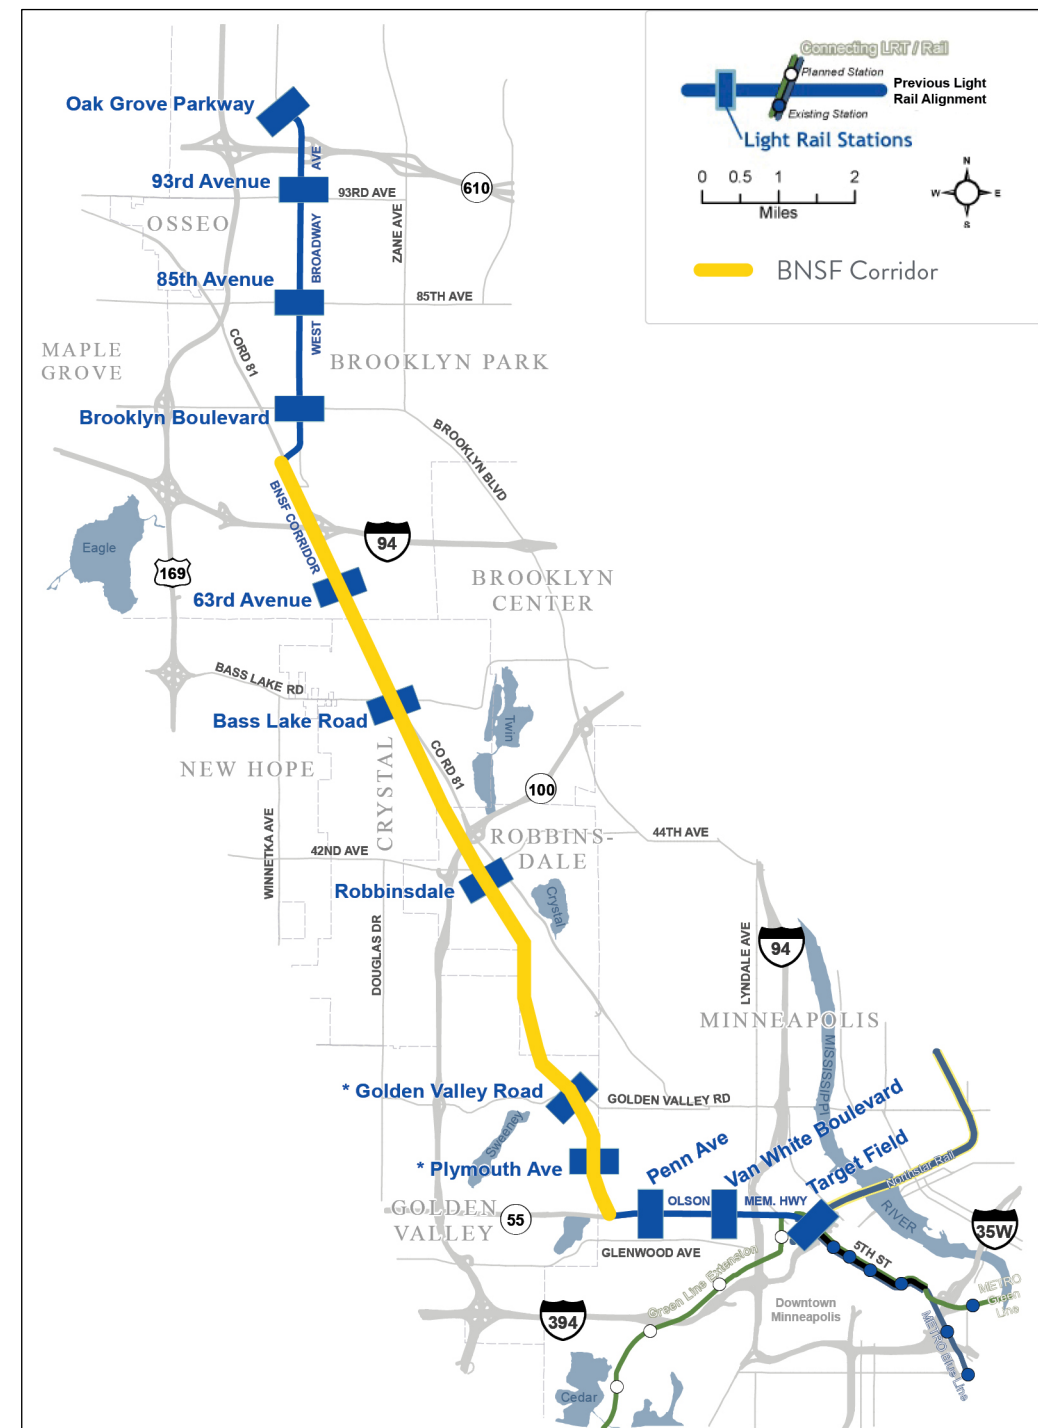 Connecting LRT / Rail
Planned Station
Previous Light
Rail Alignment
Existing Station
Light Rail Stations
0 0.5 1 2
Miles
N
W E
S
BNSF Corridor
Oak Grove Parkway
AVE
93rd Avenue
93RD AVE
610
OSSEO
ZANE AVE
BROADWAY
85th Avenue
85TH AVE
WEST
CORD 81
MAPLE
GROVE
BROOKLYN PARK
Brooklyn Boulevard
BROOKLYN BLVD
BNSF CORRIDOR
Eagle
94
169
BROOKLYN
CENTER
63rd Avenue
BASS LAKE RD
Bass Lake Road
Twin
NEW HOPE
CRYSTAL
CO RD 81
100
WINNETKA AVE
42ND AVE
ROBBINS-
DALE
44TH AVE
Robbinsdale
Crystal
DOUGLAS DR
LYNDALE AVE
94
MINNEAPOLIS
MISSISSIPPI
* Golden Valley Road
GOLDEN VALLEY RD
Sweeney
* Plymouth Ave
Penn Ave
Van White Boulevard
Target Field
Northstar Rail
RIVER
GOLDEN
VALLEY
55
OLSON
MEM. HWY
35W
GLENWOOD AVE
5TH ST
Green Line Extension
METRO
Green
Line
METRO Blue Line
Downtown
Minneapolis
394
Cedar